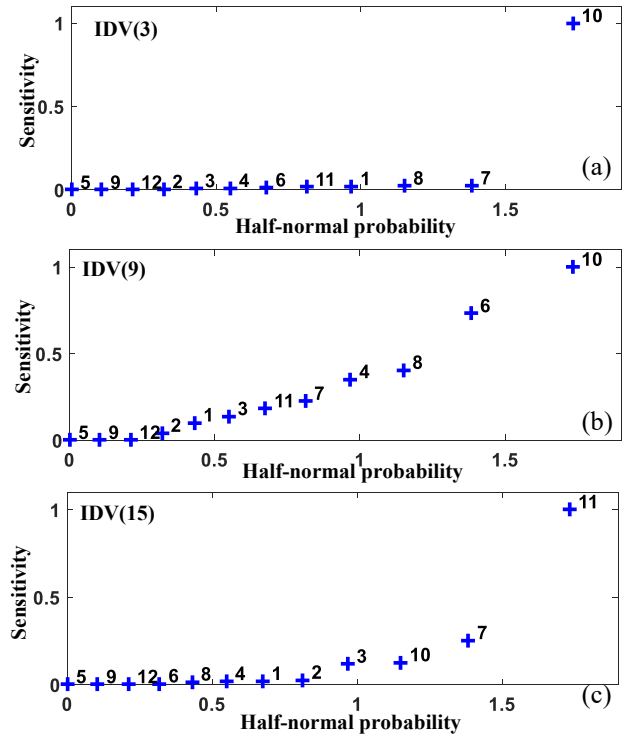 1
IDV(3)
10
Sensitivity
0.5
5 9 12 2 3 4 6 11 1 8 7
(a)
0
0 0.5 1 1.5
Half-normal probability
1
IDV(9)
10
6
Sensitivity
0.5
4 8
5 9 12 2 1 3 11 7
(b)
0
0 0.5 1 1.5
Half-normal probability
1
IDV(15)
11
Sensitivity
0.5
7
5 9 12 6 8 4 1 2 3 10
0
(c)
0 0.5 1 1.5
Half-normal probability